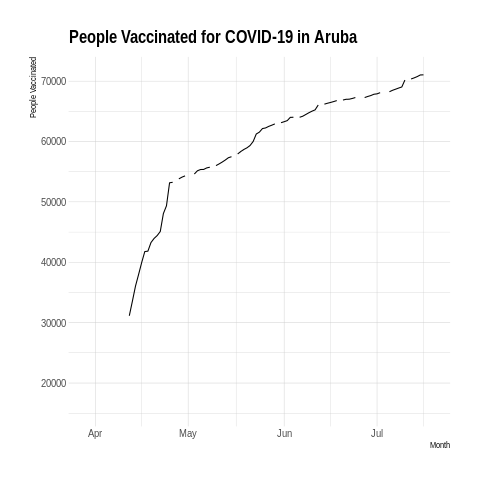 People Vaccinated for COVID-19 in Aruba
People Vaccinated
70000
60000
50000
40000
30000
20000
Apr May Jun Jul
Month